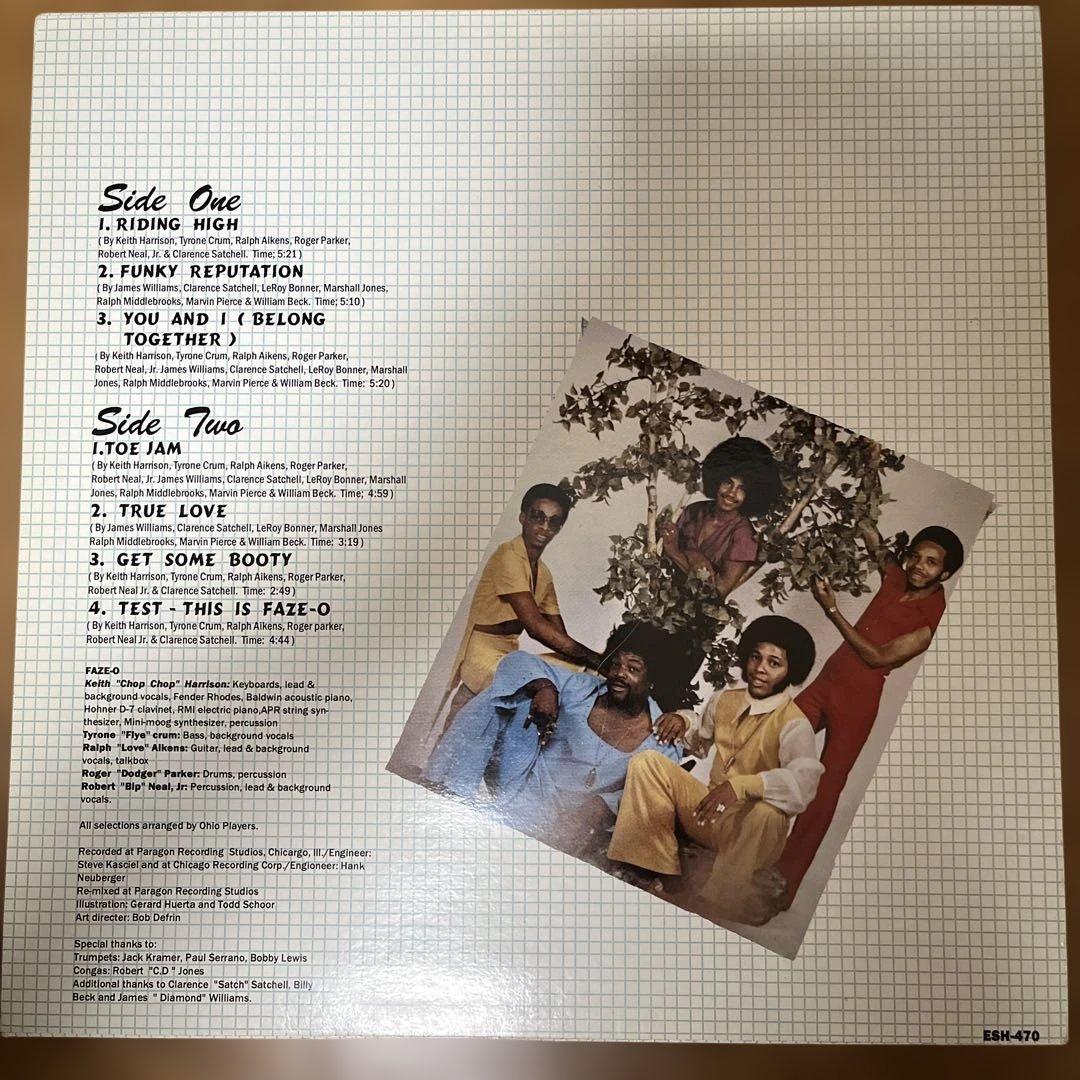 Side One
1. RIDING HIGH
( By Keith Harrison, Tyrone Crum, Ralph Aikens, Roger Parker,
Robert Neal, Jr. & Clarence Satchell. Time; 5:21 )
2. FUNKY REPUTATION
( By James Williams, Clarence Satchell, LeRoy Bonner, Marshall Jones,
Ralph Middlebrooks, Marvin Pierce & William Beck. Time; 5:10 )
3. YOU AND I ( BELONG
TOGETHER )
( By Keith Harrison, Tyrone Crum, Ralph Aikens, Roger Parker,
Robert Neal, Jr. James Williams, Clarence Satchell, LeRoy Bonner, Marshall
Jones, Ralph Middlebrooks, Marvin Pierce & William Beck. Time: 5:20 )
Side Two
1.TOE JAM
( By Keith Harrison, Tyrone Crum, Ralph Aikens, Roger Parker,
Robert Neal, Jr. James Williams, Clarence Satchell, LeRoy Bonner, Marshall
Jones, Ralph Middlebrooks, Marvin Pierce & William Beck. Time; 4:59 )
2. TRUE LOVE
( By James Williams, Clarence Satchell, LeRoy Bonner, Marshall Jones
Ralph Middlebrooks, Marvin Pierce & William Beck. Time: 3:19 )
3. GET SOME BOOTY
( By Keith Harrison, Tyrone Crum, Ralph Aikens, Roger Parker,
Robert Neal Jr. & Clarence Satchell. Time: 2:49 )
4. TEST - THIS IS FAZE-O
( By Keith Harrison, Tyrone Crum, Ralph Aikens, Roger parker,
Robert Neal Jr. & Clarence Satchell. Time: 4:44 )
FAZE-O
Keith "Chop Chop" Harrison: Keyboards, lead &
background vocals, Fender Rhodes, Baldwin acoustic piano,
Hohner D-7 clavinet, RMI electric piano,APR string syn-
thesizer, Mini-moog synthesizer, percussion
Tyrone "Flye" crum: Bass, background vocals
Ralph "Love" Aikens: Guitar, lead & background
vocals, talkbox
Roger "Dodger" Parker: Drums, percussion
Robert "Bip" Neal, Jr: Percussion, lead & background
vocals.
All selections arranged by Ohio Players.
Recorded at Paragon Recording Studios, Chicargo, Ill./Engineer:
Steve Kasciel and at Chicago Recording Corp./Engioneer: Hank
Neuberger
Re-mixed at Paragon Recording Studios
Illustration: Gerard Huerta and Todd Schoor
Art directer: Bob Defrin
Special thanks to:
Trumpets: Jack Kramer, Paul Serrano, Bobby Lewis
Congas: Robert "C.D " Jones
Additional thanks to Clarence "Satch" Satchell, Billy
Beck and James " Diamond" Williams.
ESH-470